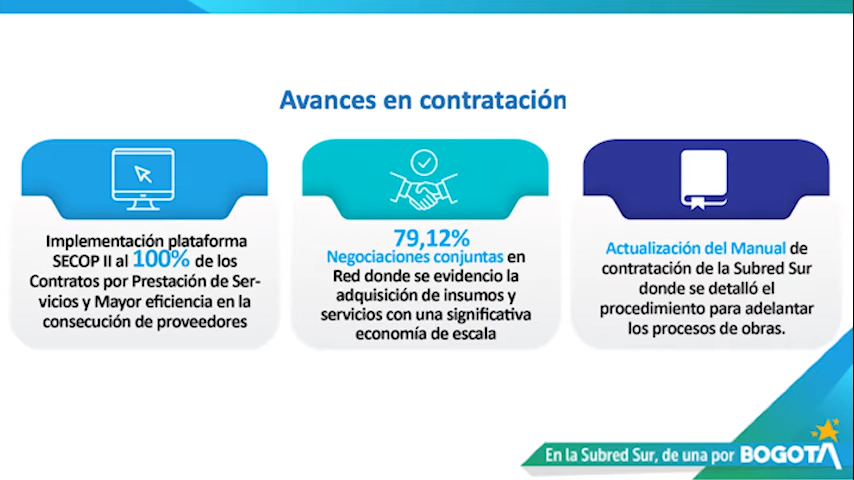 Avances en contratación
Implementación plataforma
SECOP II al 100% de los
Contratos por Prestación de Ser-
vicios y Mayor eficiencia en la
consecución de proveedores
79,12%
Negociaciones conjuntas en
Red donde se evidencio la
adquisición de insumos y
servicios con una significativa
economía de escala
Actualización del Manual de
contratación de la Subred Sur
donde se detalló el
procedimiento para adelantar
los procesos de obras.
En la Subred Sur, de una por BOGOTÁ